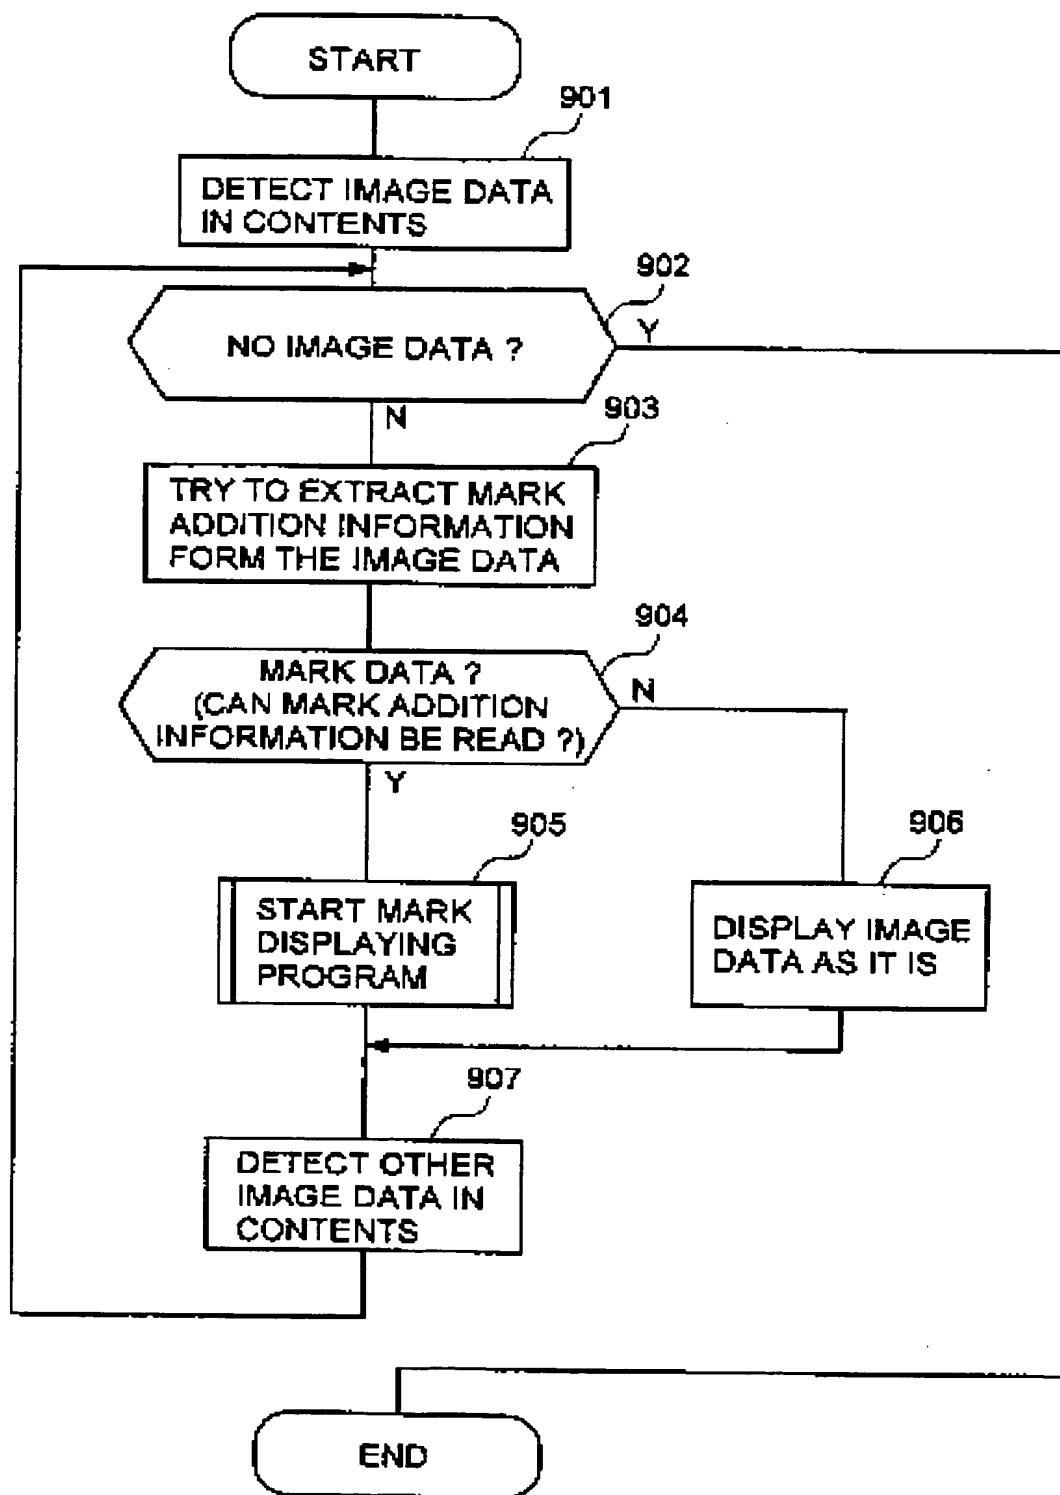 START
901
DETECT IMAGE DATA
IN CONTENTS
902
NO IMAGE DATA ?
Y
N
903
TRY TO EXTRACT MARK
ADDITION INFORMATION
FORM THE IMAGE DATA
904
MARK DATA ?
(CAN MARK ADDITION
INFORMATION BE READ ?)
N
Y
905
START MARK
DISPLAYING
PROGRAM
906
DISPLAY IMAGE
DATA AS IT IS
907
DETECT OTHER
IMAGE DATA IN
CONTENTS
END